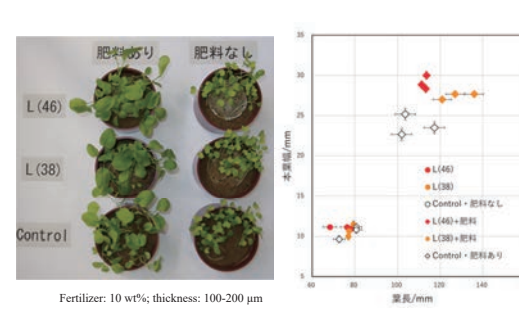 肥料あり 肥料なし
L(46)
L(38)
Control
Fertilizer: 10 wt%; thickness: 100-200 μm
35
30
25
20
15
10
5
本葉幅/mm
L(46)
L(38)
Control・肥料なし
L(46)+肥料
L(38)+肥料
Control・肥料あり
60 80 100 120 140
葉長/mm